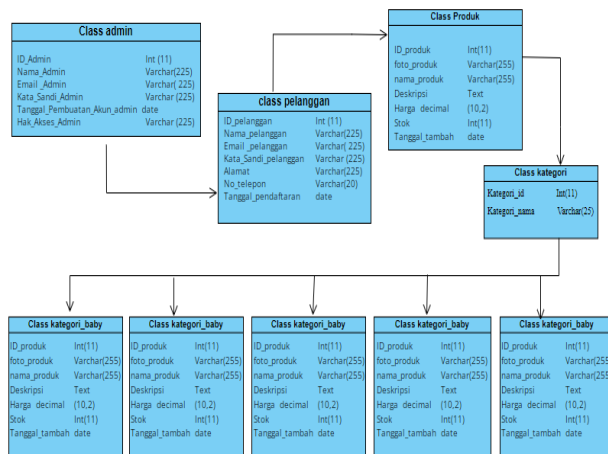 Class admin
ID_Admin Int (11)
Nama_Admin Varchar(225)
Email _Admin Varchar( 225)
Kata_Sandi_Admin Varchar (225)
Tanggal_Pembuatan_Akun_admin date
Hak_Akses_Admin Varchar (225)
class pelanggan
ID_pelanggan Int (11)
Nama_pelanggan Varchar(225)
Email _pelanggan Varchar( 225)
Kata_Sandi_pelanggan Varchar (225)
Alamat Varchar(225)
No_telepon Varchar(20)
Tanggal_pendaftaran date
Class Produk
ID_produk Int(11)
foto_produk Varchar(255)
nama_produk Varchar(255)
Deskripsi Text
Harga decimal (10,2)
Stok Int(11)
Tanggal_tambah date
Class kategori
Kategori_id Int(11)
Kategori_nama Varchar(25)
Class kategori_baby
ID_produk Int(11)
foto_produk Varchar(255)
nama_produk Varchar(255)
Deskripsi Text
Harga decimal (10,2)
Stok Int(11)
Tanggal_tambah date
Class kategori_baby
ID_produk Int(11)
foto_produk Varchar(255)
nama_produk Varchar(255)
Deskripsi Text
Harga decimal (10,2)
Stok Int(11)
Tanggal_tambah date
Class kategori_baby
ID_produk Int(11)
foto_produk Varchar(255)
nama_produk Varchar(255)
Deskripsi Text
Harga decimal (10,2)
Stok Int(11)
Tanggal_tambah date
Class kategori_baby
ID_produk Int(11)
foto_produk Varchar(255)
nama_produk Varchar(255)
Deskripsi Text
Harga decimal (10,2)
Stok Int(11)
Tanggal_tambah date
Class kategori_baby
ID_produk Int(11)
foto_produk Varchar(255)
nama_produk Varchar(255)
Deskripsi Text
Harga decimal (10,2)
Stok Int(11)
Tanggal_tambah date